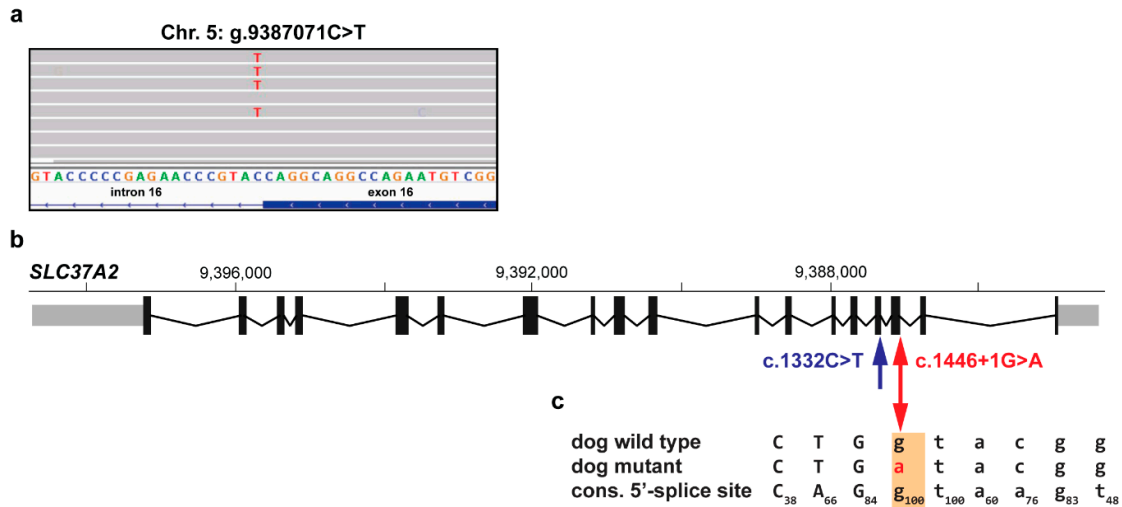 a
Chr. 5: g.9387071C>T
T
G T
T
T C
GTACCCCCGAGAACCCGTACCAGGCAGGCCAGAATGTCGG
intron 16 exon 16
b
SLC37A2 9,396,000 9,392,000 9,388,000
c.1332C>T c.1446+1G>A
c
dog wild type C T G g t a c g g
dog mutant C T G a t a c g g
cons. 5'-splice site C38 A66 G84 g100 t100 a60 a76 g83 t48